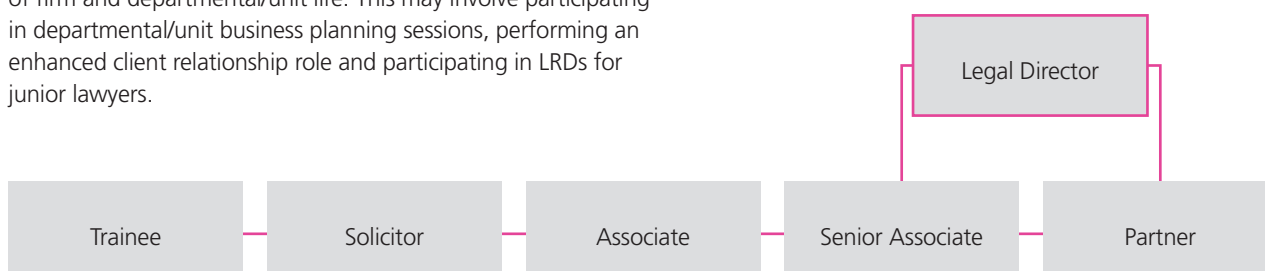 of firm and departmental/unit life. This may involve participating
in departmental/unit business planning sessions, performing an
enhanced client relationship role and participating in LRDs for
junior lawyers.
Legal Director
Trainee
Solicitor
Associate
Senior Associate
Partner